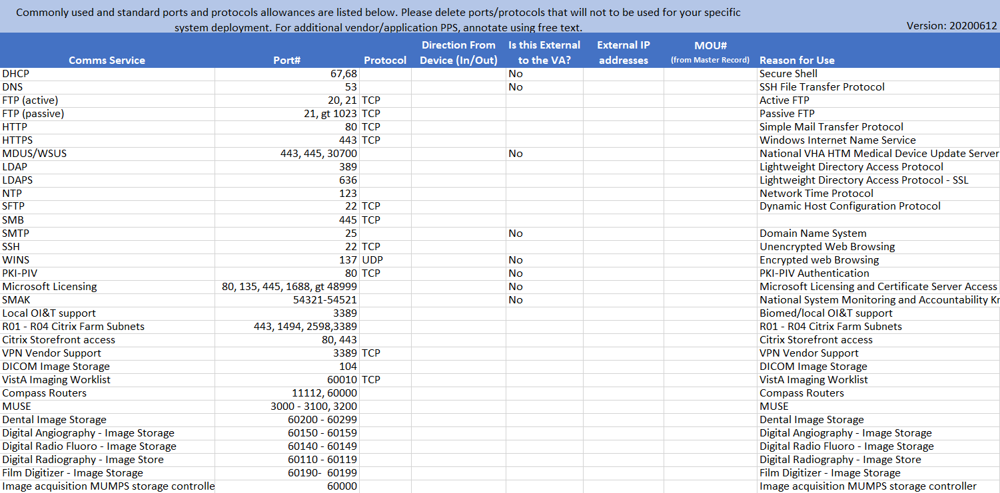 Commonly used and standard ports and protocols allowances are listed below. Please delete ports/protocols that will not to be used for your specific
system deployment. For additional vendor/application PPS, annotate using free text.
Version: 20200612
Comms Service Port# Protocol Direction From Device (In/Out) Is this External to the VA? External IP addresses MOU# (from Master Record) Reason for Use
DHCP 67,68 No Secure Shell
DNS 53 No SSH File Transfer Protocol
FTP (active) 20, 21 TCP Active FTP
FTP (passive) 21, gt 1023 TCP Passive FTP
HTTP 80 TCP Simple Mail Transfer Protocol
HTTPS 443 TCP Windows Internet Name Service
MDUS/WSUS 443, 445, 30700 No National VHA HTM Medical Device Update Server
LDAP 389 Lightweight Directory Access Protocol
LDAPS 636 Lightweight Directory Access Protocol - SSL
NTP 123 Network Time Protocol
SFTP 22 TCP Dynamic Host Configuration Protocol
SMB 445 TCP
SMTP 25 No Domain Name System
SSH 22 TCP Unencrypted Web Browsing
WINS 137 UDP No Encrypted web Browsing
PKI-PIV 80 TCP No PKI-PIV Authentication
Microsoft Licensing 80, 135, 445, 1688, gt 48999 No Microsoft Licensing and Certificate Server Access
SMAK 54321-54521 No National System Monitoring and Accountability Kr
Local OI&T support 3389 Biomed/local OI&T support
R01 - R04 Citrix Farm Subnets 443, 1494, 2598,3389 R01 - R04 Citrix Farm Subnets
Citrix Storefront access 80, 443 Citrix Storefront access
VPN Vendor Support 3389 TCP VPN Vendor Support
DICOM Image Storage 104 DICOM Image Storage
VistA Imaging Worklist 60010 TCP VistA Imaging Worklist
Compass Routers 11112, 60000 Compass Routers
MUSE 3000 - 3100, 3200 MUSE
Dental Image Storage 60200 - 60299 Dental Image Storage
Digital Angiography - Image Storage 60150 - 60159 Digital Angiography - Image Storage
Digital Radio Fluoro - Image Storage 60140 - 60149 Digital Radio Fluoro - Image Storage
Digital Radiography - Image Store 60110 - 60119 Digital Radiography - Image Store
Film Digitizer - Image Storage 60190- 60199 Film Digitizer - Image Storage
Image acquisition MUMPS storage controlle 60000 Image acquisition MUMPS storage controller